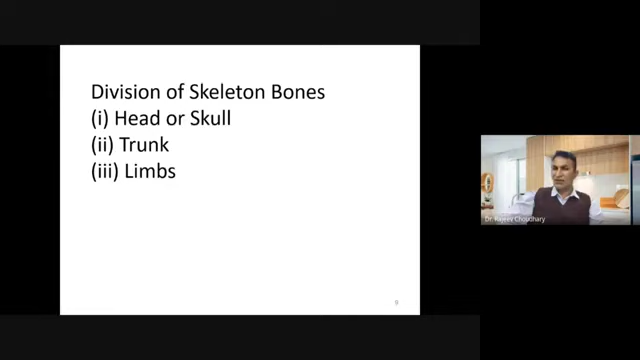 Division of Skeleton Bones
(i) Head or Skull
(ii) Trunk
(iii) Limbs
9
Dr. Rajeev Choudhary